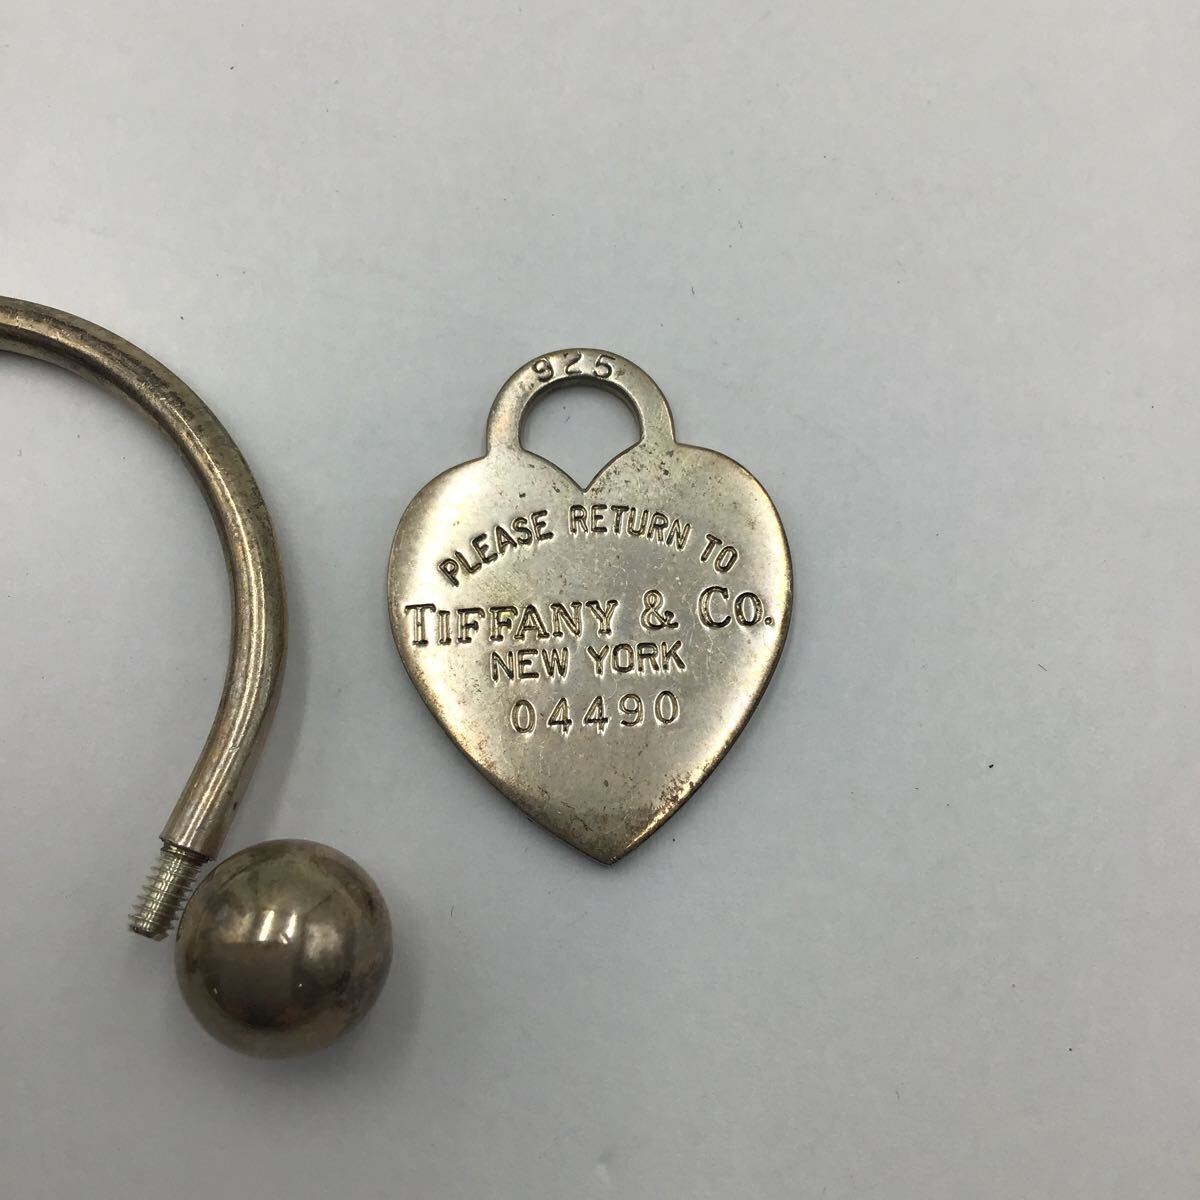 925
PLEASE RETURN TO
TIFFANY & CO.
NEW YORK
04490